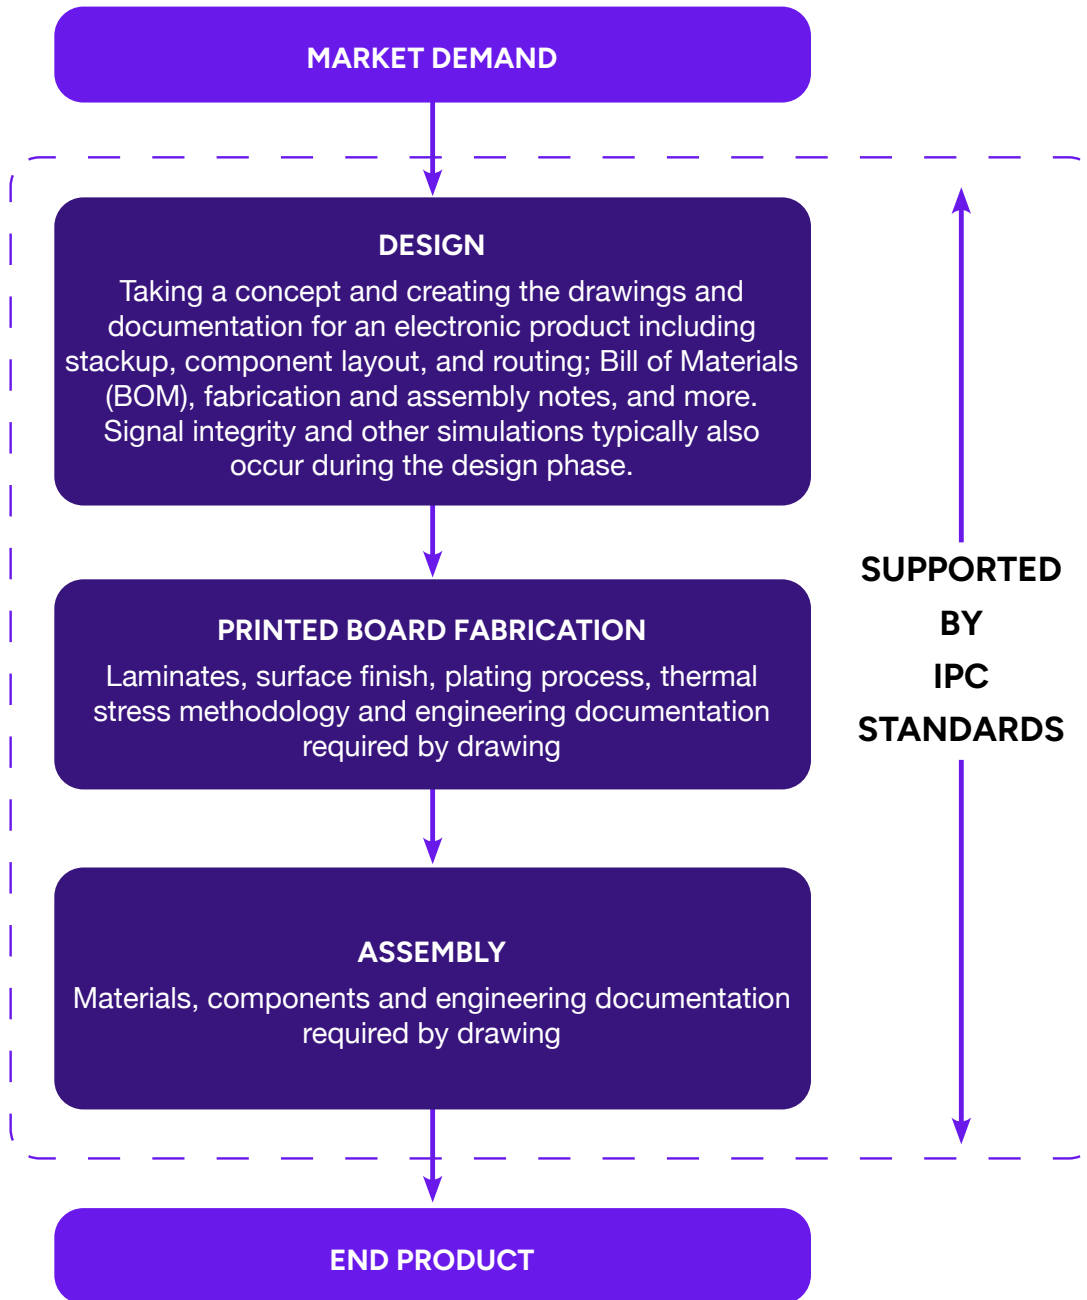 MARKET DEMAND
DESIGN
Taking a concept and creating the drawings and
documentation for an electronic product including
stackup, component layout, and routing; Bill of Materials
(BOM), fabrication and assembly notes, and more.
Signal integrity and other simulations typically also
occur during the design phase.
PRINTED BOARD FABRICATION
Laminates, surface finish, plating process, thermal
stress methodology and engineering documentation
required by drawing
ASSEMBLY
Materials, components and engineering documentation
required by drawing
END PRODUCT
SUPPORTED
BY
IPC
STANDARDS